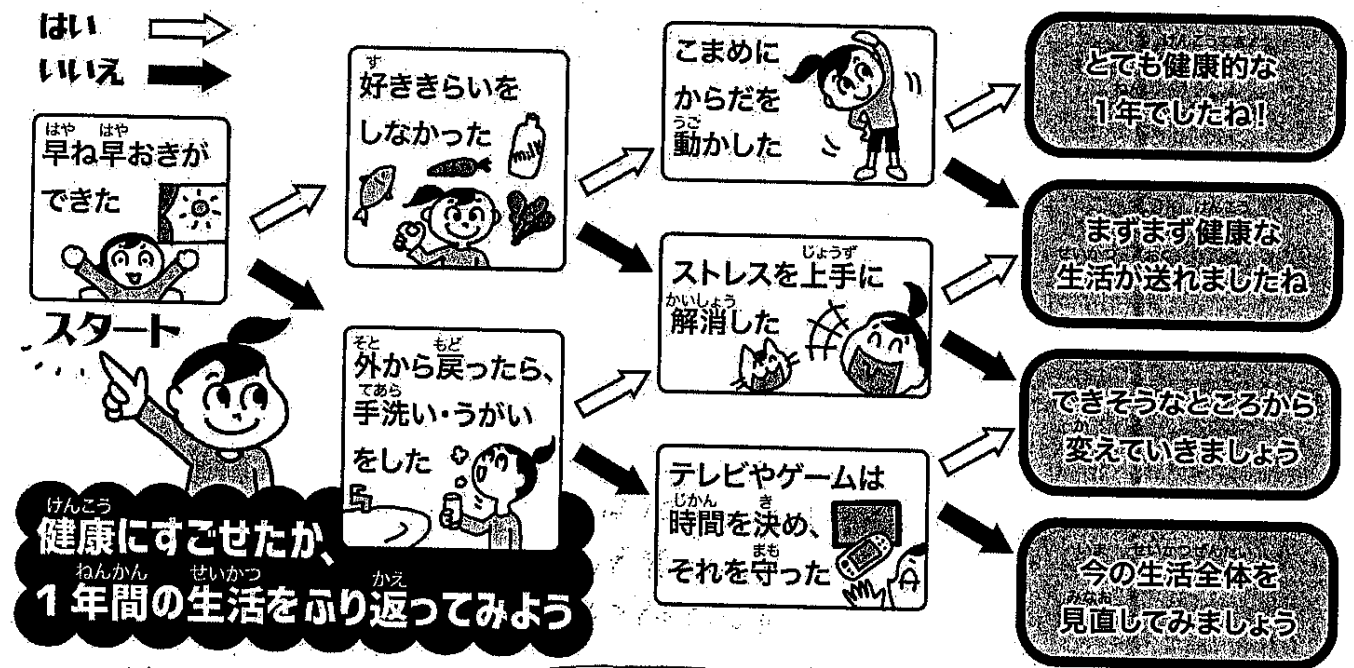 はい
いいえ
早ね早おきが
できた
スタート
好ききらいを
しなかった
milk
外から戻ったら、
手洗い・うがい
をした
こまめに
からだを
動かした
ストレスを上手に
解消した
テレビやゲームは
時間を決め、
それを守った
とても健康的な
1年でしたね!
まずまず健康な
生活が送れましたね
できそうなところから
変えていきましょう
今の生活全体を
見直してみましょう
健康にすごせたか、
1年間の生活をふり返ってみよう